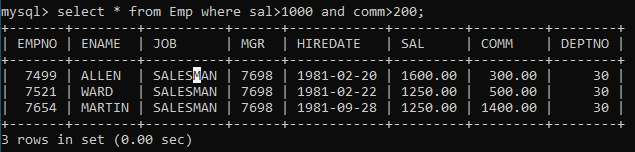 mysql> select * from Emp where sal>1000 and comm>200;
+-------+--------+----------+------+------------+---------+---------+--------+
| EMPNO | ENAME  | JOB      | MGR  | HIREDATE   | SAL     | COMM    | DEPTNO |
+-------+--------+----------+------+------------+---------+---------+--------+
|  7499 | ALLEN  | SALESMAN | 7698 | 1981-02-20 | 1600.00 |  300.00 |     30 |
|  7521 | WARD   | SALESMAN | 7698 | 1981-02-22 | 1250.00 |  500.00 |     30 |
|  7654 | MARTIN | SALESMAN | 7698 | 1981-09-28 | 1250.00 | 1400.00 |     30 |
+-------+--------+----------+------+------------+---------+---------+--------+
3 rows in set (0.00 sec)